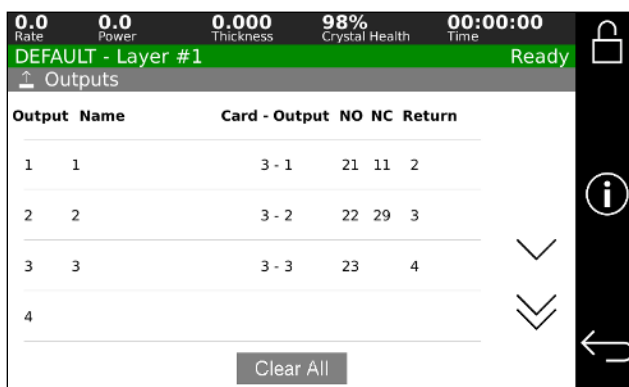 0.0 0.0 0.000 98% 00:00:00
Rate Power Thickness Crystal Health Time
DEFAULT - Layer #1 Ready
Outputs
Output Name Card - Output NO NC Return
1 1 3 - 1 21 11 2
2 2 3 - 2 22 29 3
3 3 3 - 3 23 4
4
Clear All